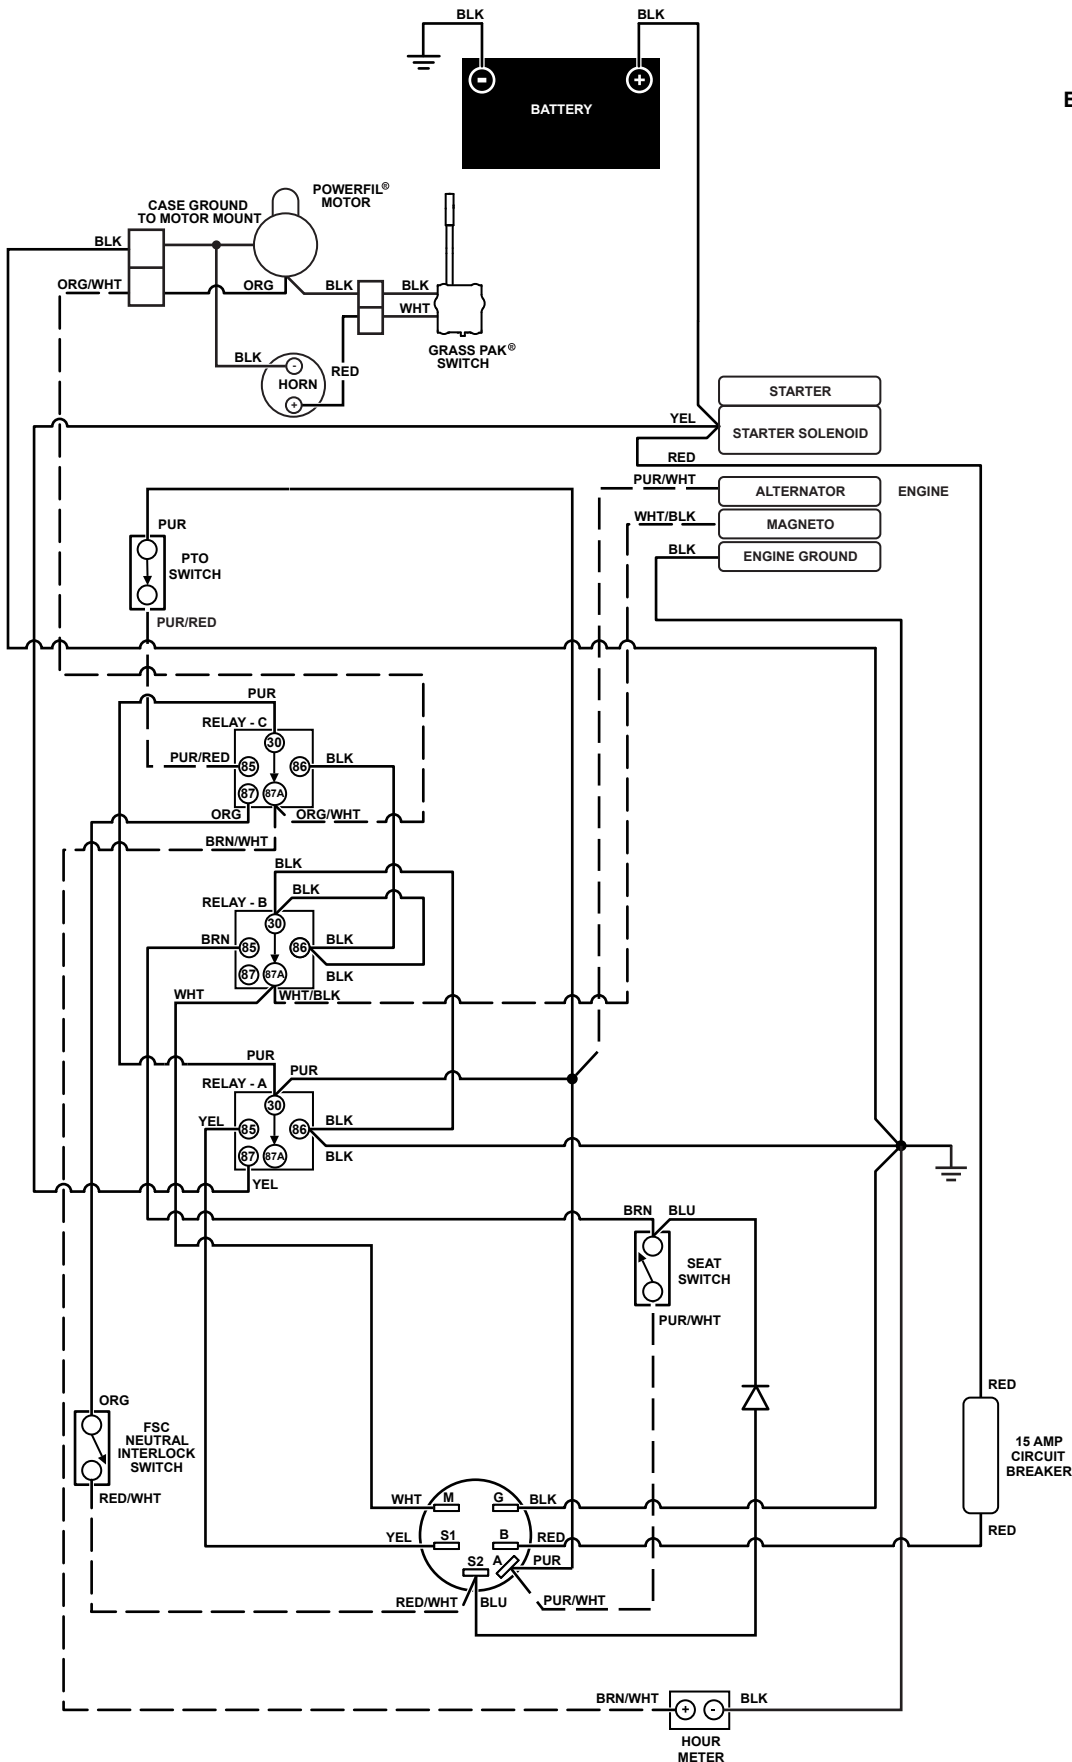 BLK
BLK
-
+
BATTERY
E
POWERFIL®
MOTOR
CASE GROUND
TO MOTOR MOUNT
BLK
ORG/WHT
ORG
BLK
BLK
WHT
GRASS PAK®
SWITCH
BLK
-
HORN
+
RED
STARTER
YEL
STARTER SOLENOID
RED
PUR/WHT
ALTERNATOR
ENGINE
WHT/BLK
MAGNETO
BLK
ENGINE GROUND
PUR
PTO
SWITCH
PUR/RED
PUR
RELAY - C
30
PUR/RED
85
86
BLK
87
87A
ORG
ORG/WHT
BRN/WHT
BLK
BLK
RELAY - B
30
BRN
85
86
BLK
87
87A
BLK
WHT
WHT/BLK
PUR
PUR
RELAY - A
30
YEL
85
86
BLK
87
87A
BLK
YEL
BRN
BLU
SEAT
SWITCH
PUR/WHT
ORG
FSC
NEUTRAL
INTERLOCK
SWITCH
RED/WHT
RED
15 AMP
CIRCUIT
BREAKER
RED
WHT
M
G
BLK
YEL
S1
B
RED
S2
A
PUR
RED/WHT
BLU
PUR/WHT
BRN/WHT
+
-
BLK
HOUR
METER